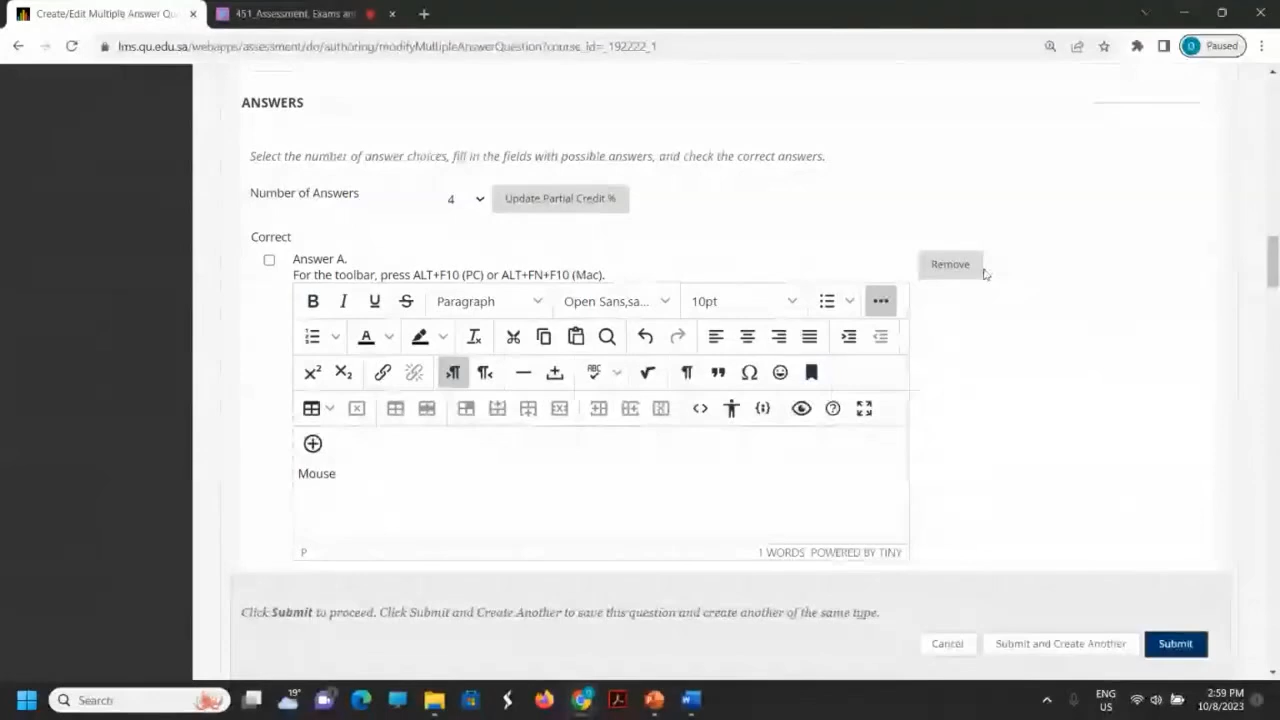 Create/Edit Multiple Answer Qu
451_Assessment, Exams an
lms.qu.edu.sa/webapps/assessment/do/authoring/modifyMultipleAnswerQuestion?course_id=_192222_1
Paused
ANSWERS
Select the number of answer choices, fill in the fields with possible answers, and check the correct answers.
Number of Answers 4 Update Partial Credit %
Correct
Answer A.
Remove
For the toolbar, press ALT+F10 (PC) or ALT+FN+F10 (Mac).
B I U S Paragraph Open Sans,sa... 10pt
Mouse
P 1 WORDS POWERED BY TINY
Click Submit to proceed. Click Submit and Create Another to save this question and create another of the same type.
Cancel Submit and Create Another Submit
Search 19° ENG US 2:59 PM 10/8/2023